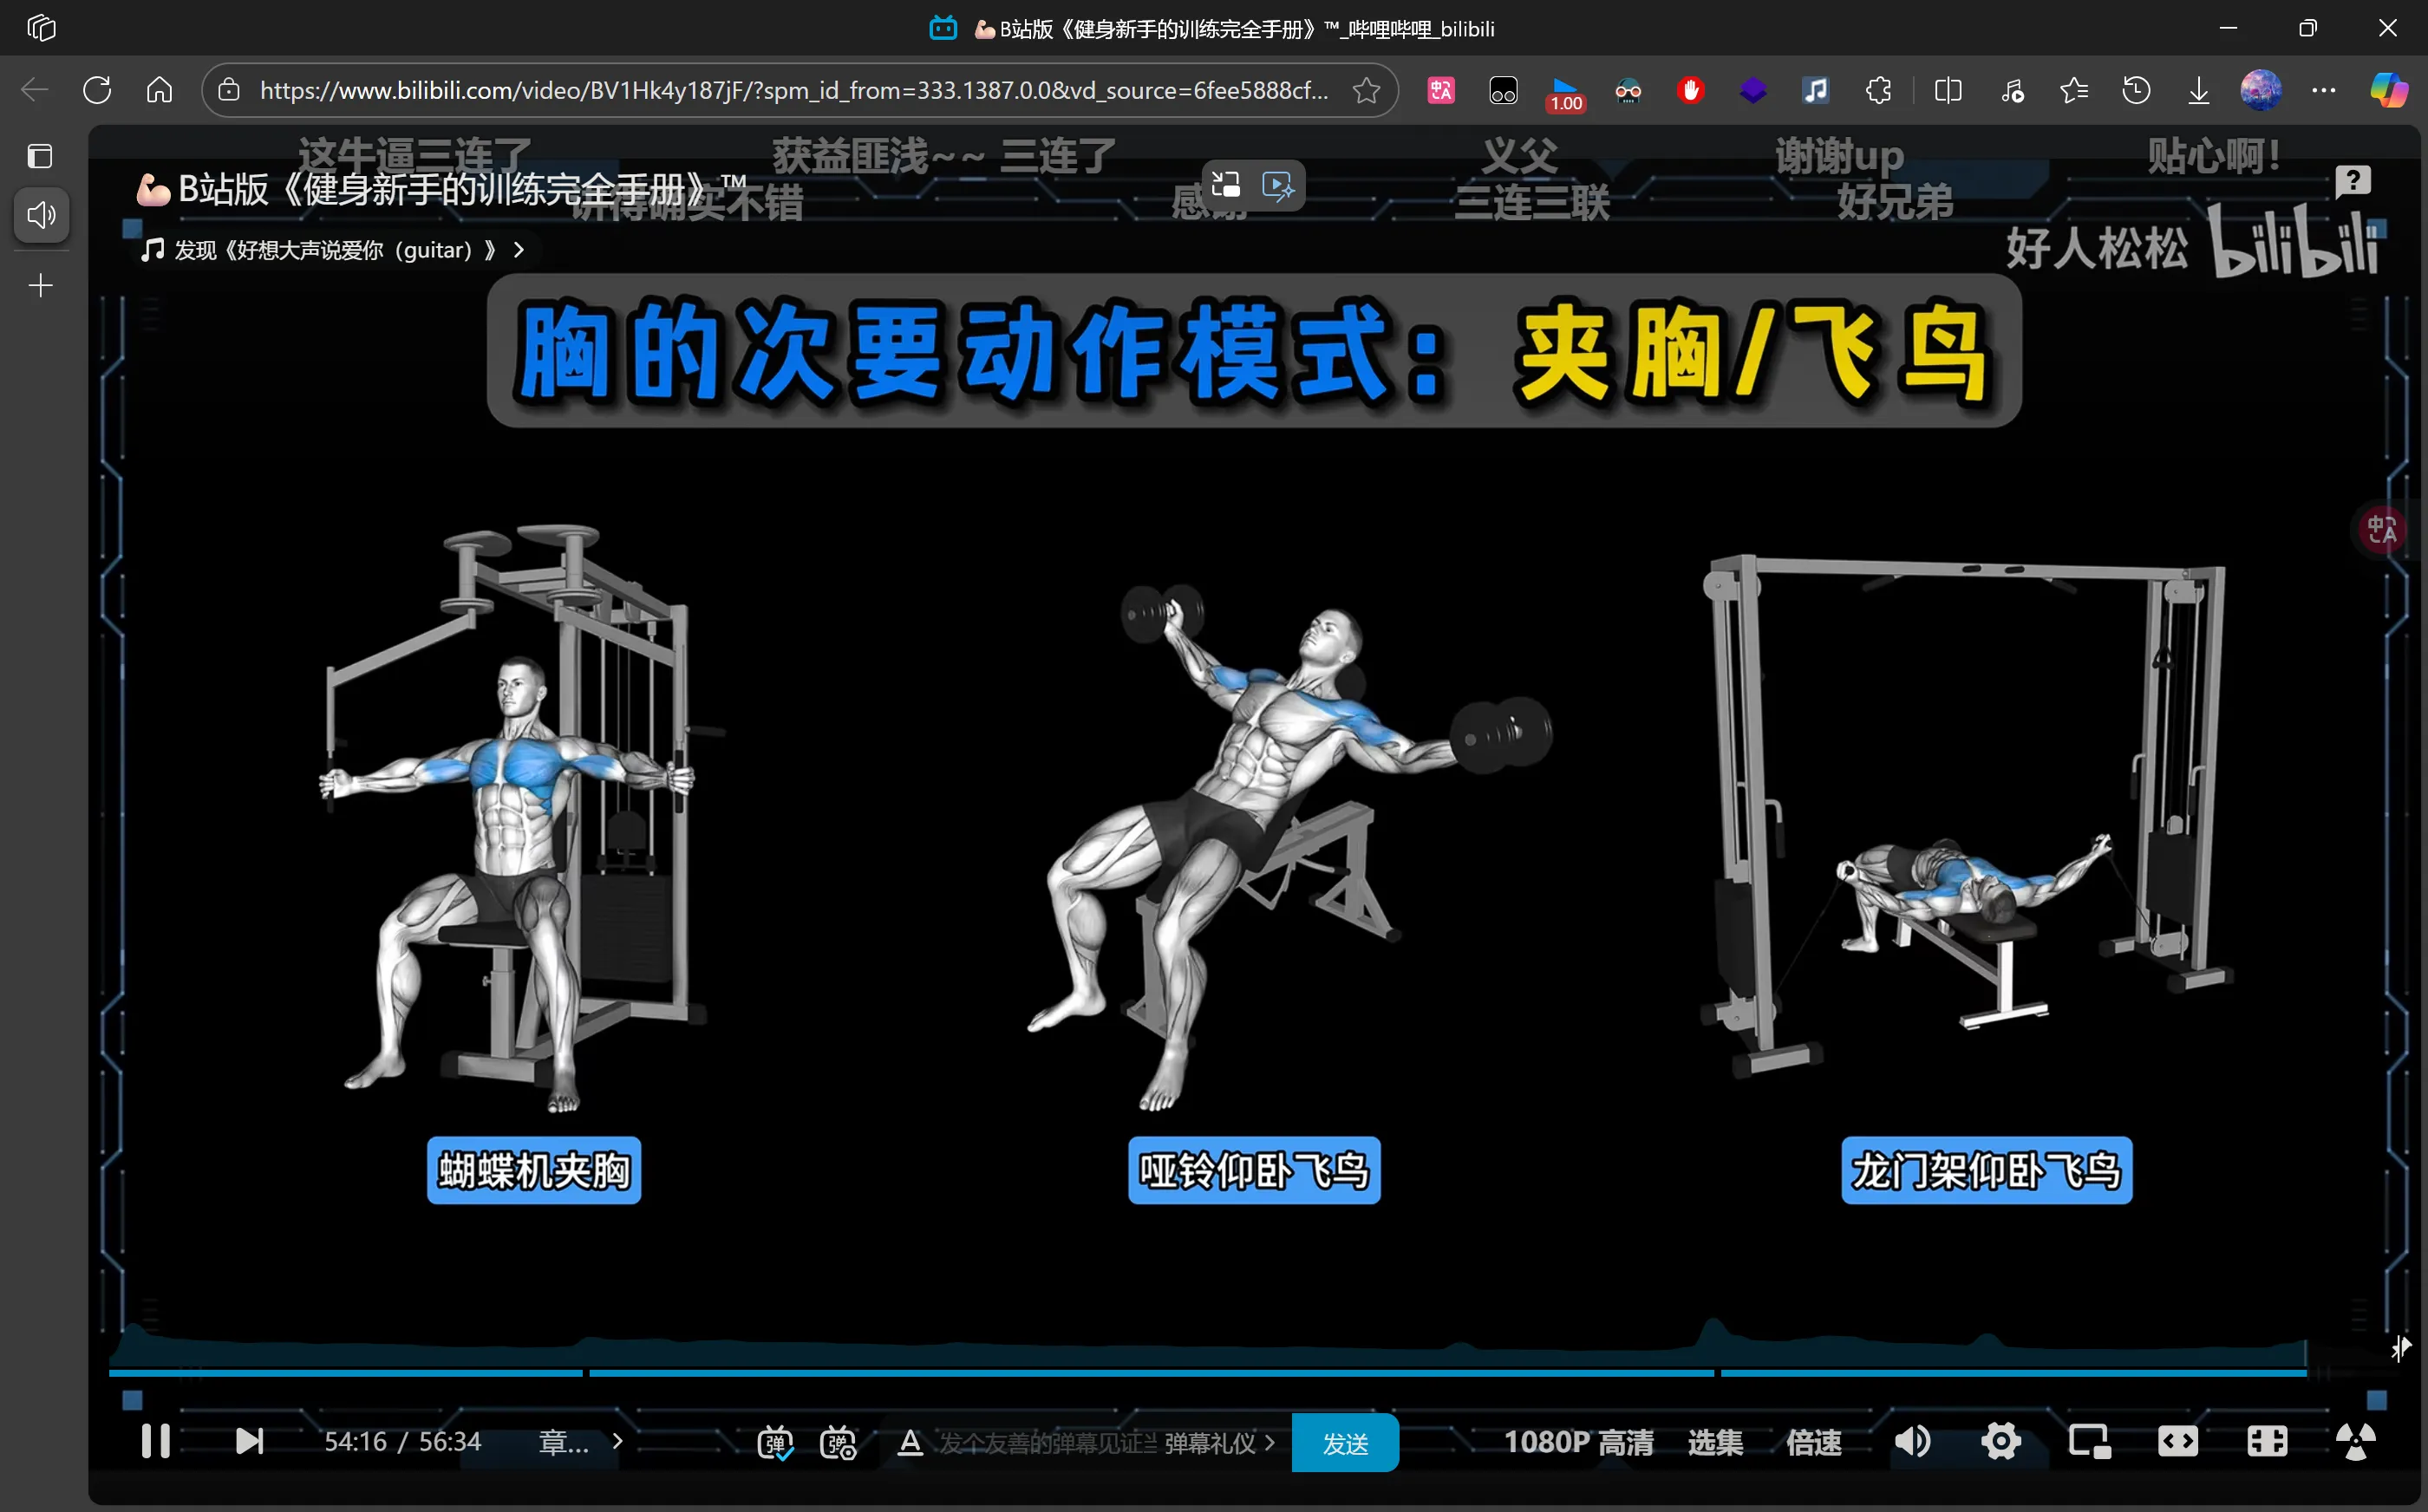 💪🏻B站版《健身新手的训练完全手册》™_哔哩哔哩_bilibili
https://www.bilibili.com/video/BV1Hk4y187jF/?spm_id_from=333.1387.0.0&vd_source=6fee5888cf...
1.00
这牛逼三连了
获益匪浅~~
三连了
义父
谢谢up
贴心啊！
💪🏻B站版《健身新手的训练完全手册》™
讲得确实不错
感谢
三连三联
好兄弟
发现《好想大声说爱你（guitar）》
好人松松 bilibili
胸的次要动作模式：夹胸/飞鸟
蝴蝶机夹胸
哑铃仰卧飞鸟
龙门架仰卧飞鸟
54:16 / 56:34
章...
弹
弹
A
发个友善的弹幕见证当
弹幕礼仪
发送
1080P 高清
选集
倍速